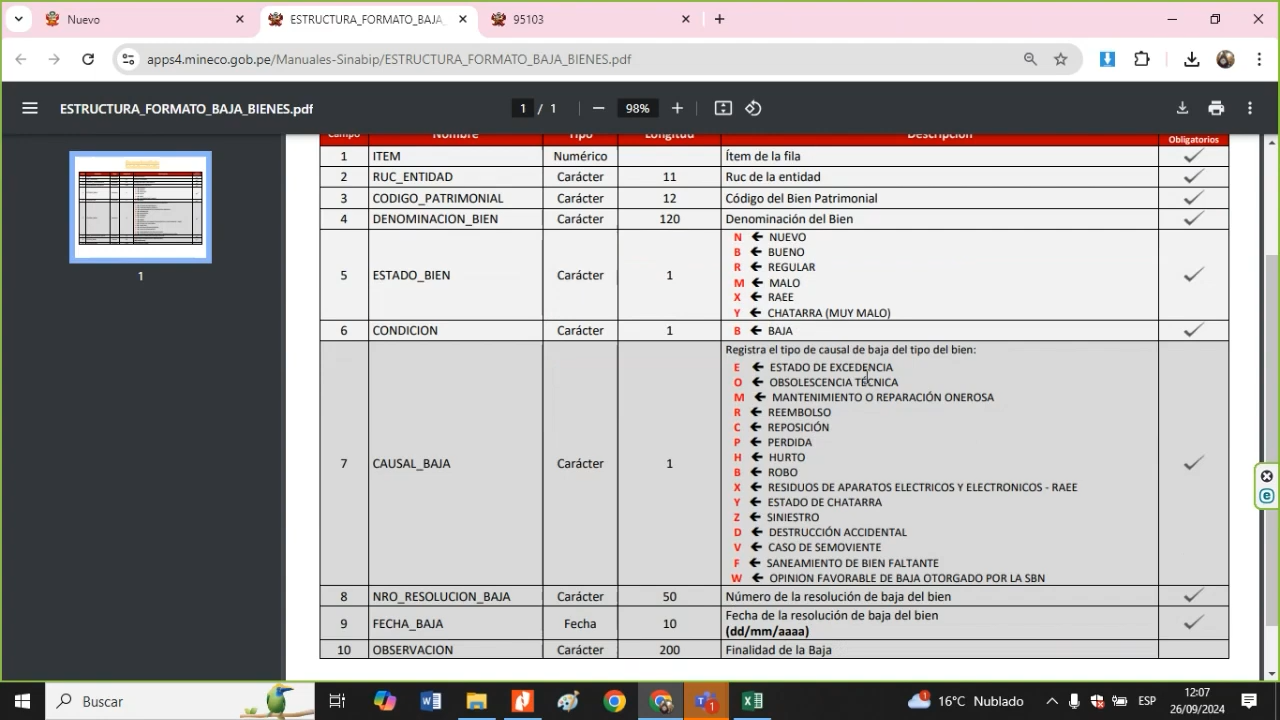 Nuevo
ESTRUCTURA_FORMATO_BAJA_
95103
apps4.mineco.gob.pe/Manuales-Sinabip/ESTRUCTURA_FORMATO_BAJA_BIENES.pdf
ESTRUCTURA_FORMATO_BAJA_BIENES.pdf
1 / 1
98%
Campo Nombre Tipo Longitud Descripción Obligatorios
1 ITEM Numérico Ítem de la fila
2 RUC_ENTIDAD Carácter 11 Ruc de la entidad
3 CODIGO_PATRIMONIAL Carácter 12 Código del Bien Patrimonial
4 DENOMINACION_BIEN Carácter 120 Denominación del Bien
5 ESTADO_BIEN Carácter 1
N ← NUEVO
B ← BUENO
R ← REGULAR
M ← MALO
X ← RAEE
Y ← CHATARRA (MUY MALO)
6 CONDICION Carácter 1 B ← BAJA
7 CAUSAL_BAJA Carácter 1
Registra el tipo de causal de baja del tipo del bien:
E ← ESTADO DE EXCEDENCIA
O ← OBSOLESCENCIA TÉCNICA
M ← MANTENIMIENTO O REPARACIÓN ONEROSA
R ← REEMBOLSO
C ← REPOSICIÓN
P ← PERDIDA
H ← HURTO
B ← ROBO
X ← RESIDUOS DE APARATOS ELECTRICOS Y ELECTRONICOS - RAEE
Y ← ESTADO DE CHATARRA
Z ← SINIESTRO
D ← DESTRUCCIÓN ACCIDENTAL
V ← CASO DE SEMOVIENTE
F ← SANEAMIENTO DE BIEN FALTANTE
W ← OPINION FAVORABLE DE BAJA OTORGADO POR LA SBN
8 NRO_RESOLUCION_BAJA Carácter 50 Número de la resolución de baja del bien
9 FECHA_BAJA Fecha 10 Fecha de la resolución de baja del bien
(dd/mm/aaaa)
10 OBSERVACION Carácter 200 Finalidad de la Baja
1
Buscar
1
16°C Nublado
ESP
12:07
26/09/2024